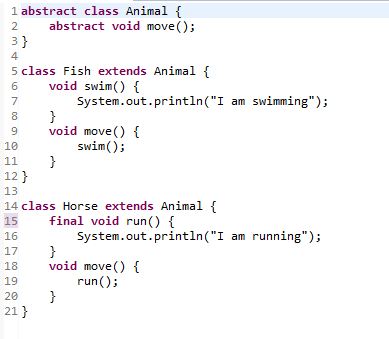 1 abstract class Animal {
2     abstract void move();
3 }
4
5 class Fish extends Animal {
6     void swim() {
7         System.out.println("I am swimming");
8     }
9     void move() {
10         swim();
11     }
12 }
13
14 class Horse extends Animal {
15     final void run() {
16         System.out.println("I am running");
17     }
18     void move() {
19         run();
20     }
21 }